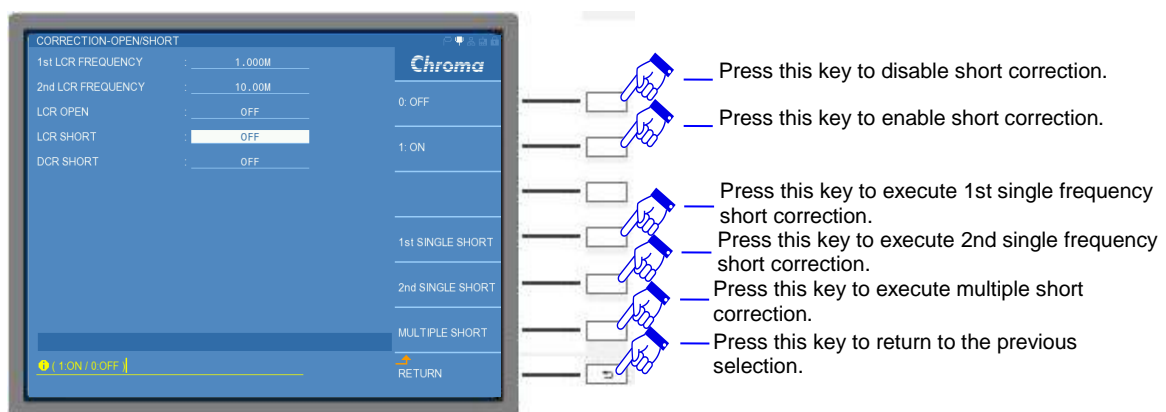 CORRECTION-OPEN/SHORT
Chroma
1st LCR FREQUENCY : 1.000M
2nd LCR FREQUENCY : 10.00M
LCR OPEN : OFF
LCR SHORT : OFF
DCR SHORT : OFF
0: OFF
1: ON
1st SINGLE SHORT
2nd SINGLE SHORT
MULTIPLE SHORT
RETURN
( 1:ON / 0:OFF )
Press this key to disable short correction.
Press this key to enable short correction.
Press this key to execute 1st single frequency
short correction.
Press this key to execute 2nd single frequency
short correction.
Press this key to execute multiple short
correction.
Press this key to return to the previous
selection.